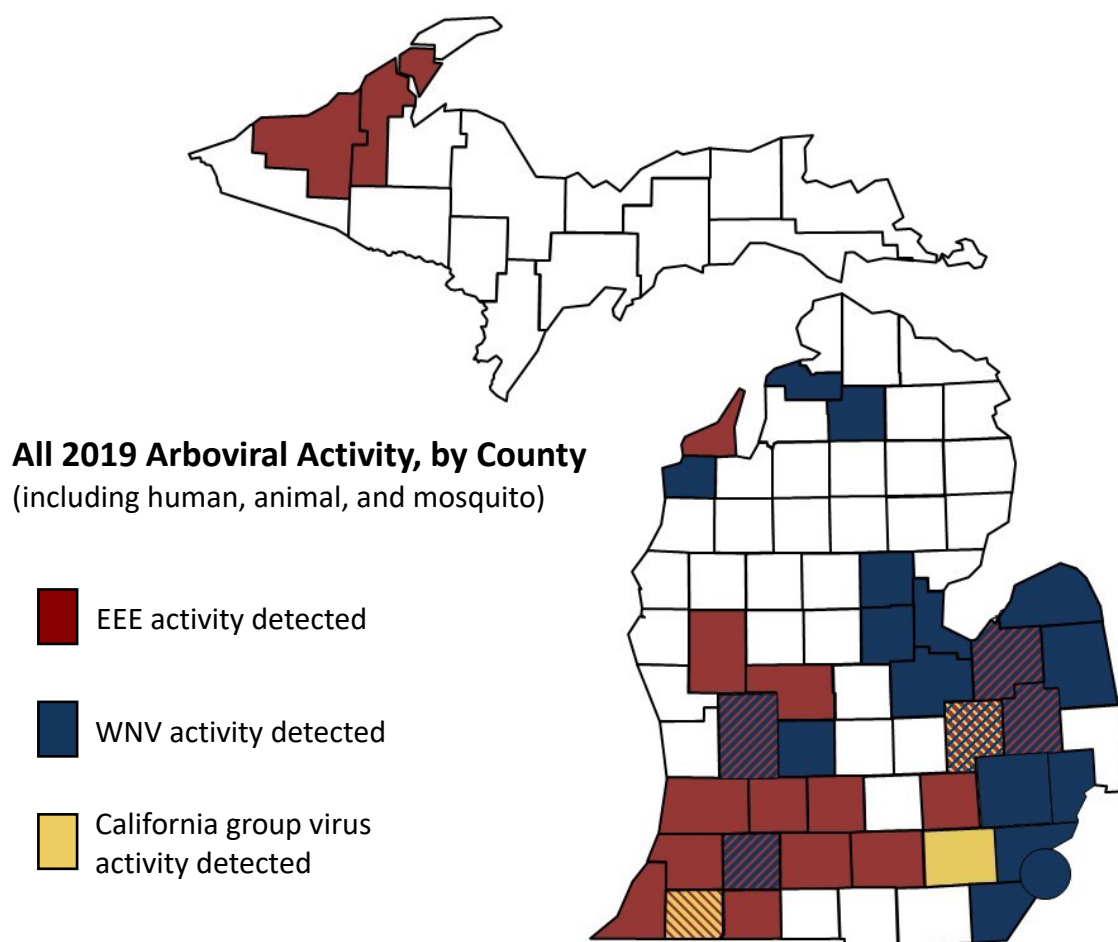 All 2019 Arboviral Activity, by County
(including human, animal, and mosquito)
EEE activity detected
WNV activity detected
California group virus
activity detected